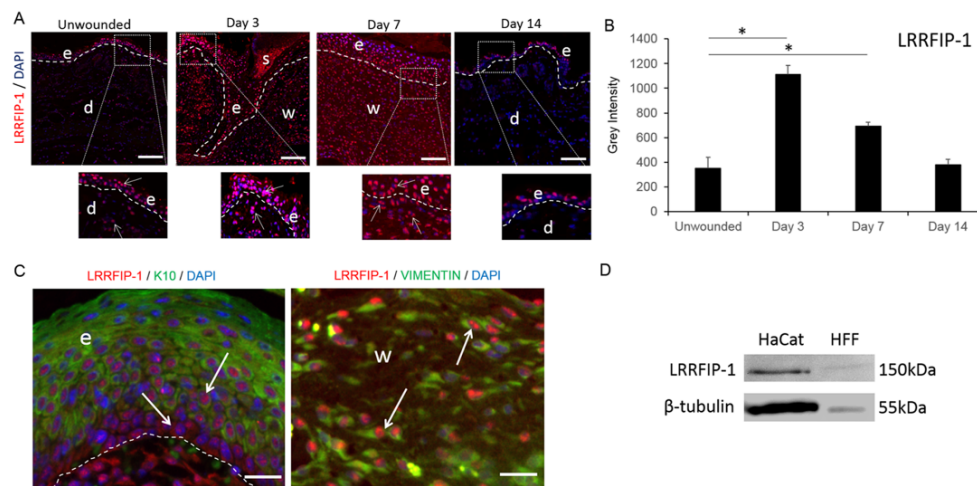 A
Unwounded
Day 3
Day 7
Day 14
LRRFIP-1 / DAPI
e
d
s
e
w
e
w
e
d
e
d
e
e
e
d
B
LRRFIP-1
*
*
Grey Intensity
1400
1200
1000
800
600
400
200
0
Unwounded
Day 3
Day 7
Day 14
C
LRRFIP-1 / K10 / DAPI
LRRFIP-1 / VIMENTIN / DAPI
e
w
D
HaCat
HFF
LRRFIP-1
150kDa
β-tubulin
55kDa